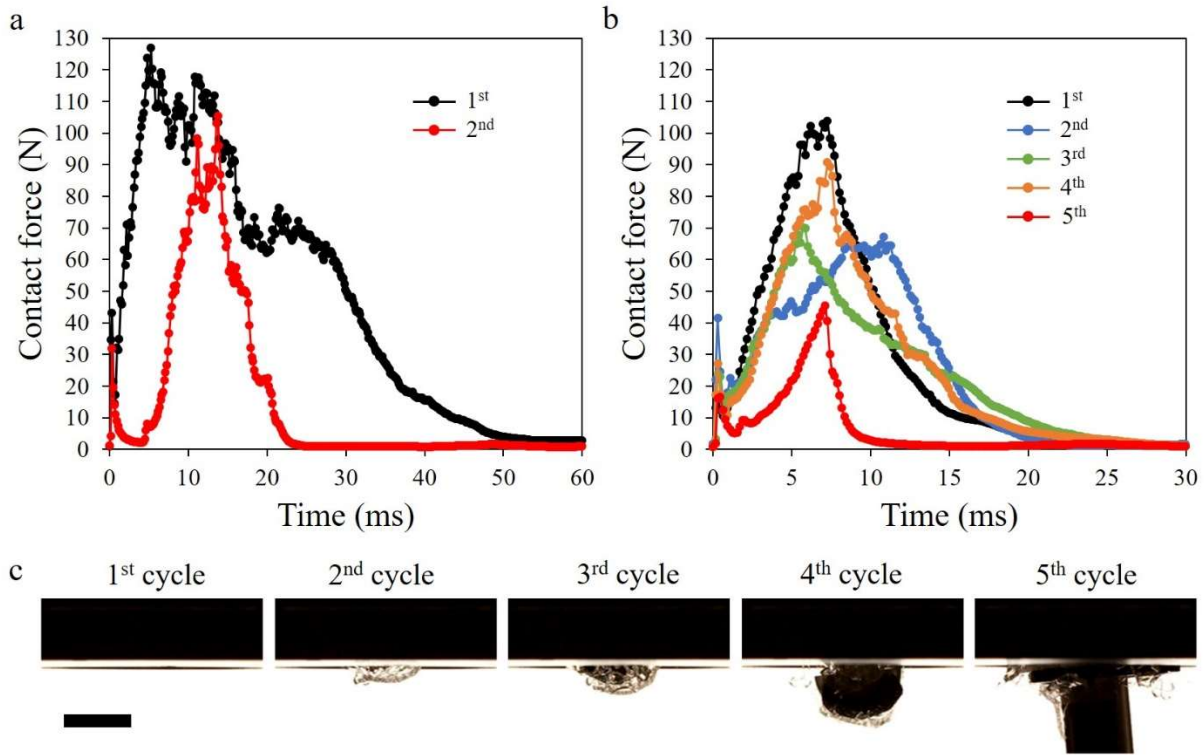 a
130
120
110
100
90
80
70
60
50
40
30
20
10
0
Contact force (N)
1st
2nd
0 10 20 30 40 50 60
Time (ms)
b
130
120
110
100
90
80
70
60
50
40
30
20
10
0
Contact force (N)
1st
2nd
3rd
4th
5th
0 5 10 15 20 25 30
Time (ms)
c
1st cycle 2nd cycle 3rd cycle 4th cycle 5th cycle